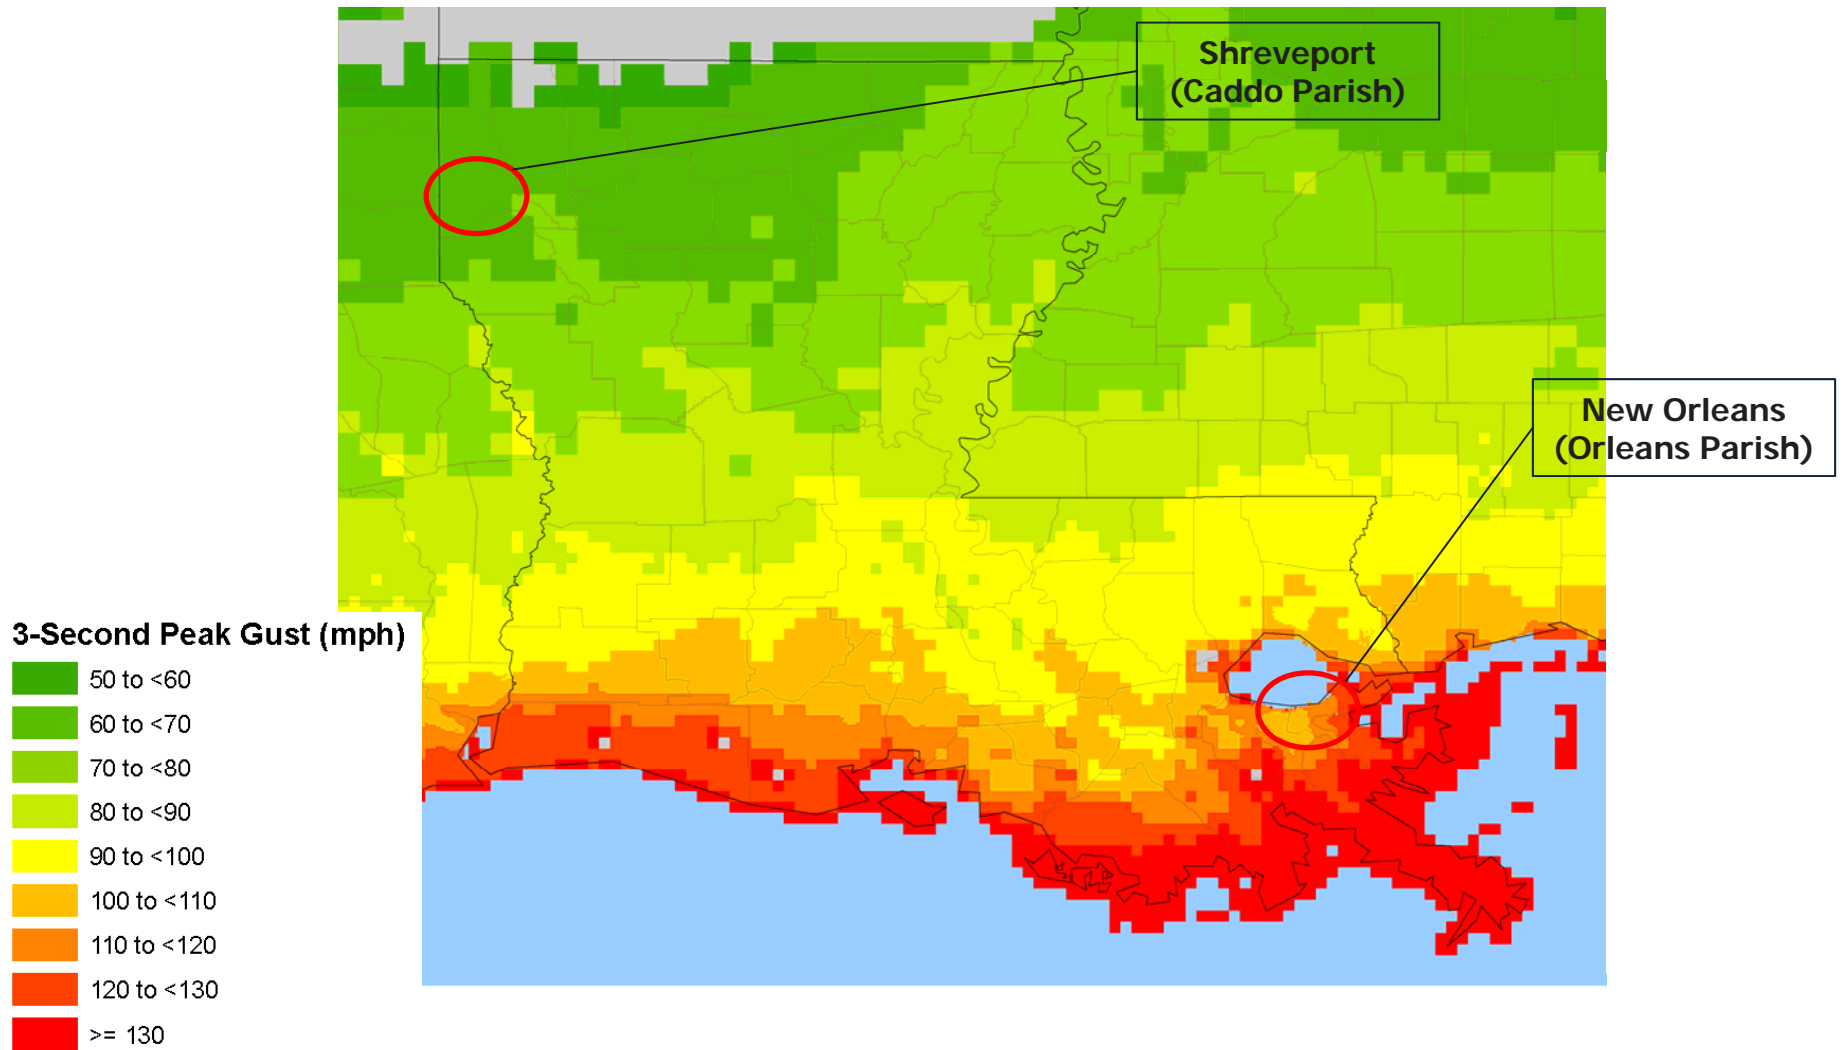 Shreveport
(Caddo Parish)
New Orleans
(Orleans Parish)
3-Second Peak Gust (mph)
50 to <60
60 to <70
70 to <80
80 to <90
90 to <100
100 to <110
110 to <120
120 to <130
>= 130